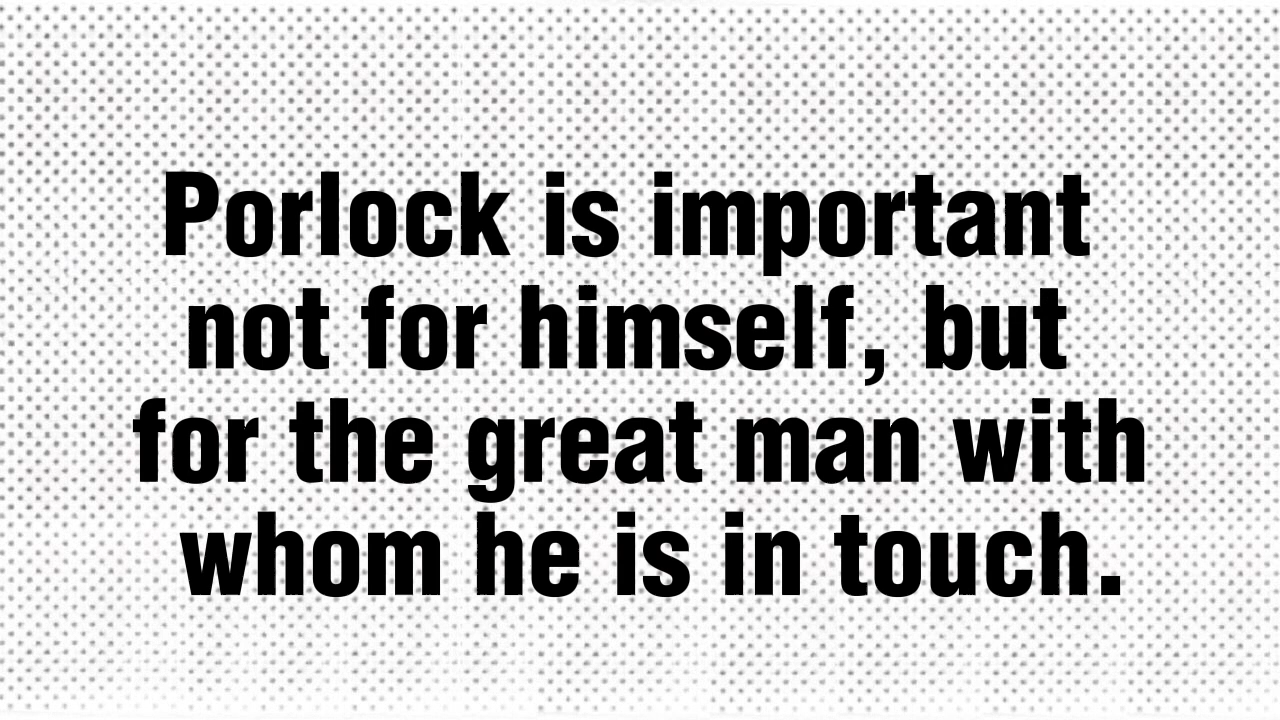 Porlock is important
not for himself, but
for the great man with
whom he is in touch.